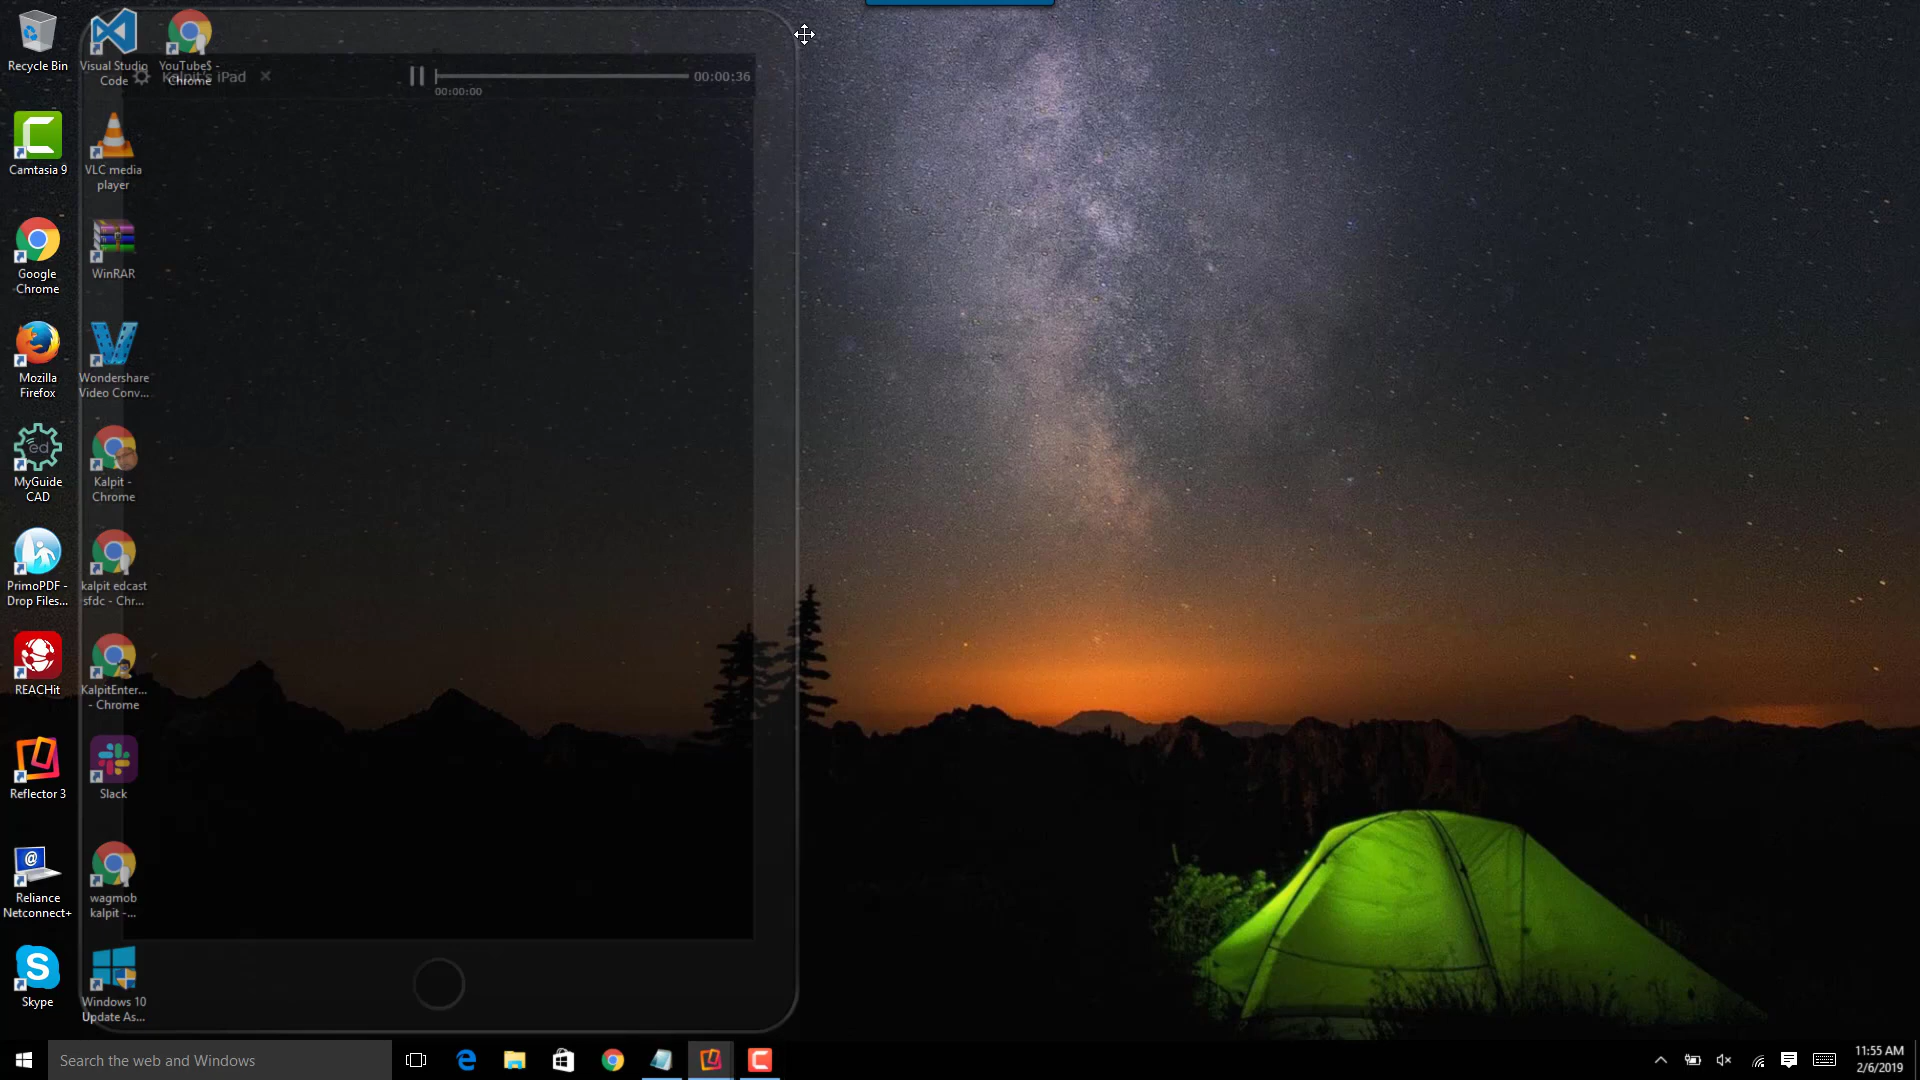 Recycle Bin
Visual Studio
Code
YouTube$ -
Chrome
Kalpit's iPad
00:00:36
00:00:00
Camtasia 9
VLC media
player
Google
Chrome
WinRAR
Mozilla
Firefox
Wondershare
Video Conv...
ed
MyGuide
CAD
Kalpit -
Chrome
PrimoPDF -
Drop Files...
kalpit edcast
sfdc - Chr...
REACHit
KalpitEnter...
- Chrome
Reflector 3
Slack
@
Reliance
Netconnect+
wagmob
kalpit -...
Skype
Windows 10
Update As...
Search the web and Windows
11:55 AM
2/6/2019